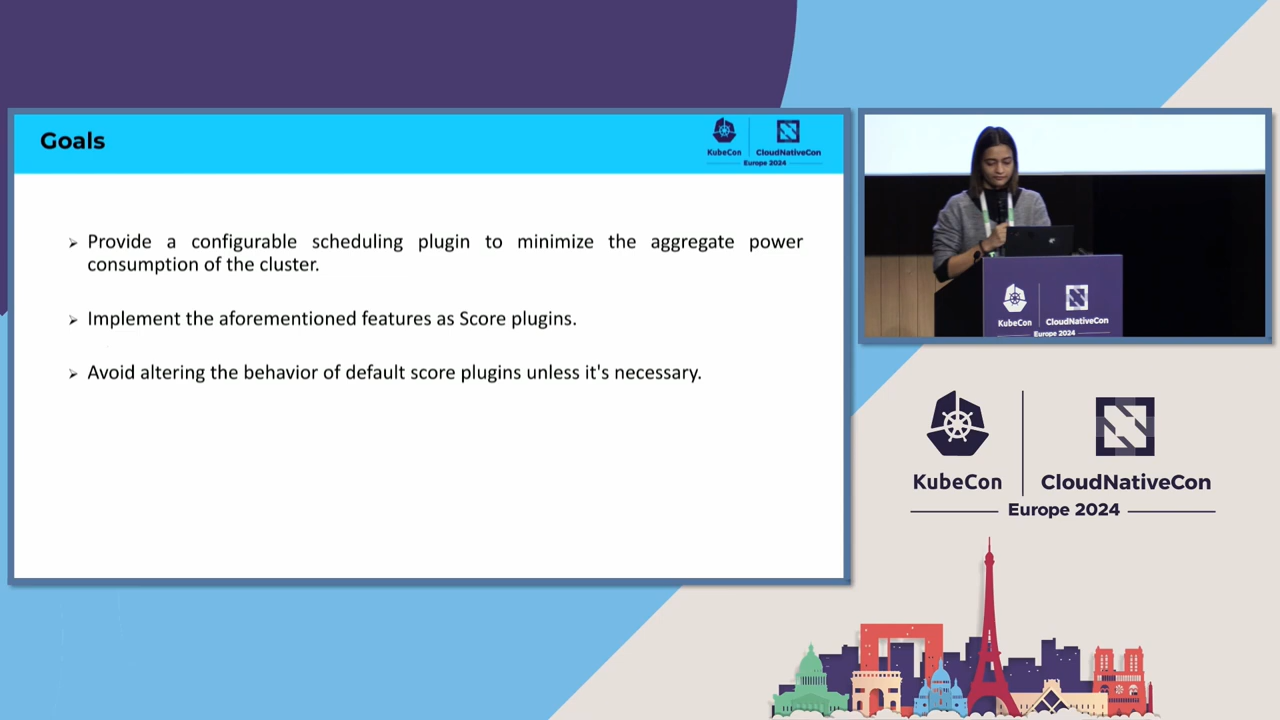 Goals
KubeCon
CloudNativeCon
Europe 2024
Provide a configurable scheduling plugin to minimize the aggregate power
consumption of the cluster.
Implement the aforementioned features as Score plugins.
Avoid altering the behavior of default score plugins unless it's necessary.
KubeCon
CloudNativeCon
Europe 2024
KubeCon
CloudNativeCon
Europe 2024